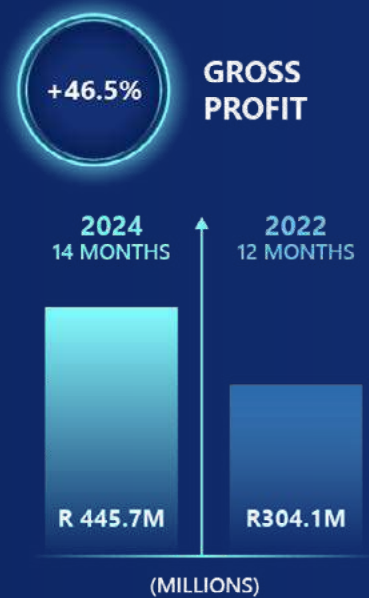 +46.5%
GROSS
PROFIT
2024
14 MONTHS
2022
12 MONTHS
R 445.7M
R304.1M
(MILLIONS)